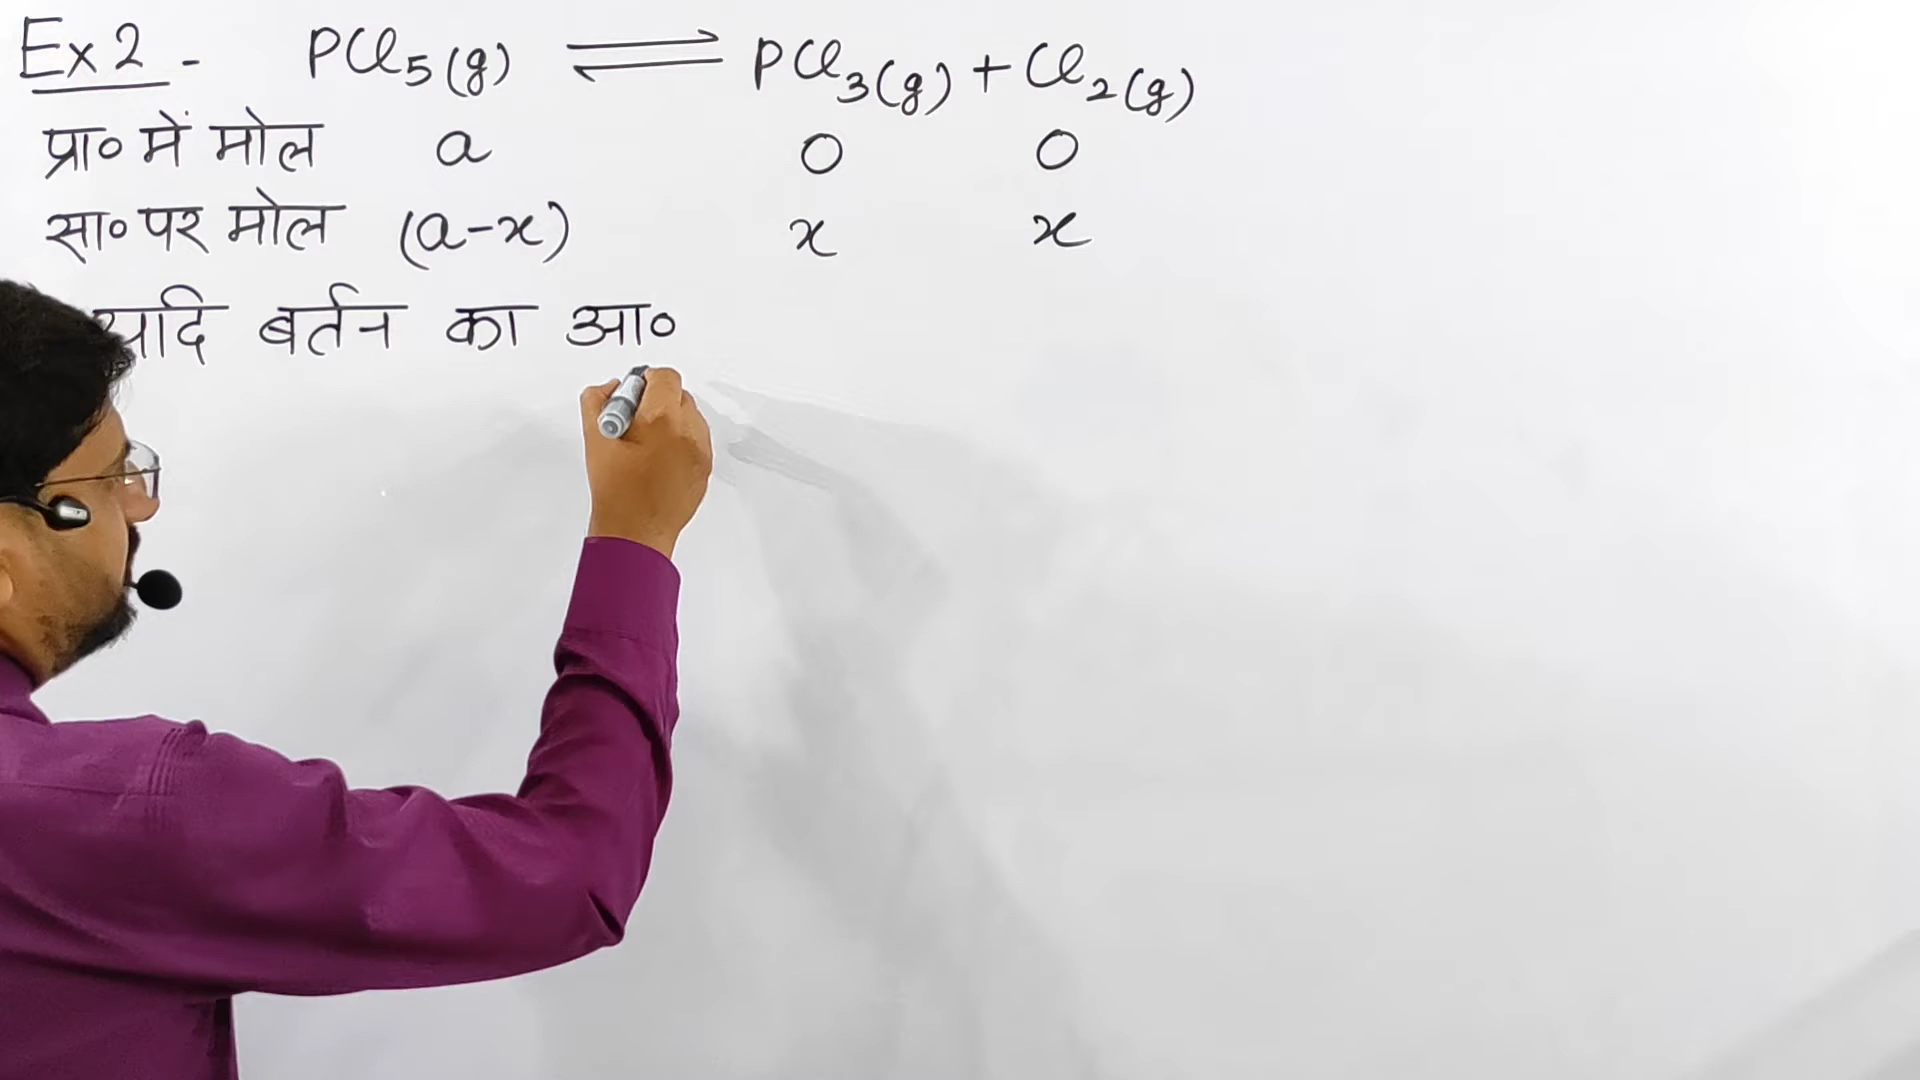 Ex 2 - PCl5(g) ⇌ PCl3(g) + Cl2(g)
प्रा० में मोल a 0 0
सा० पर मोल (a-x) x x
यदि बर्तन का आ०